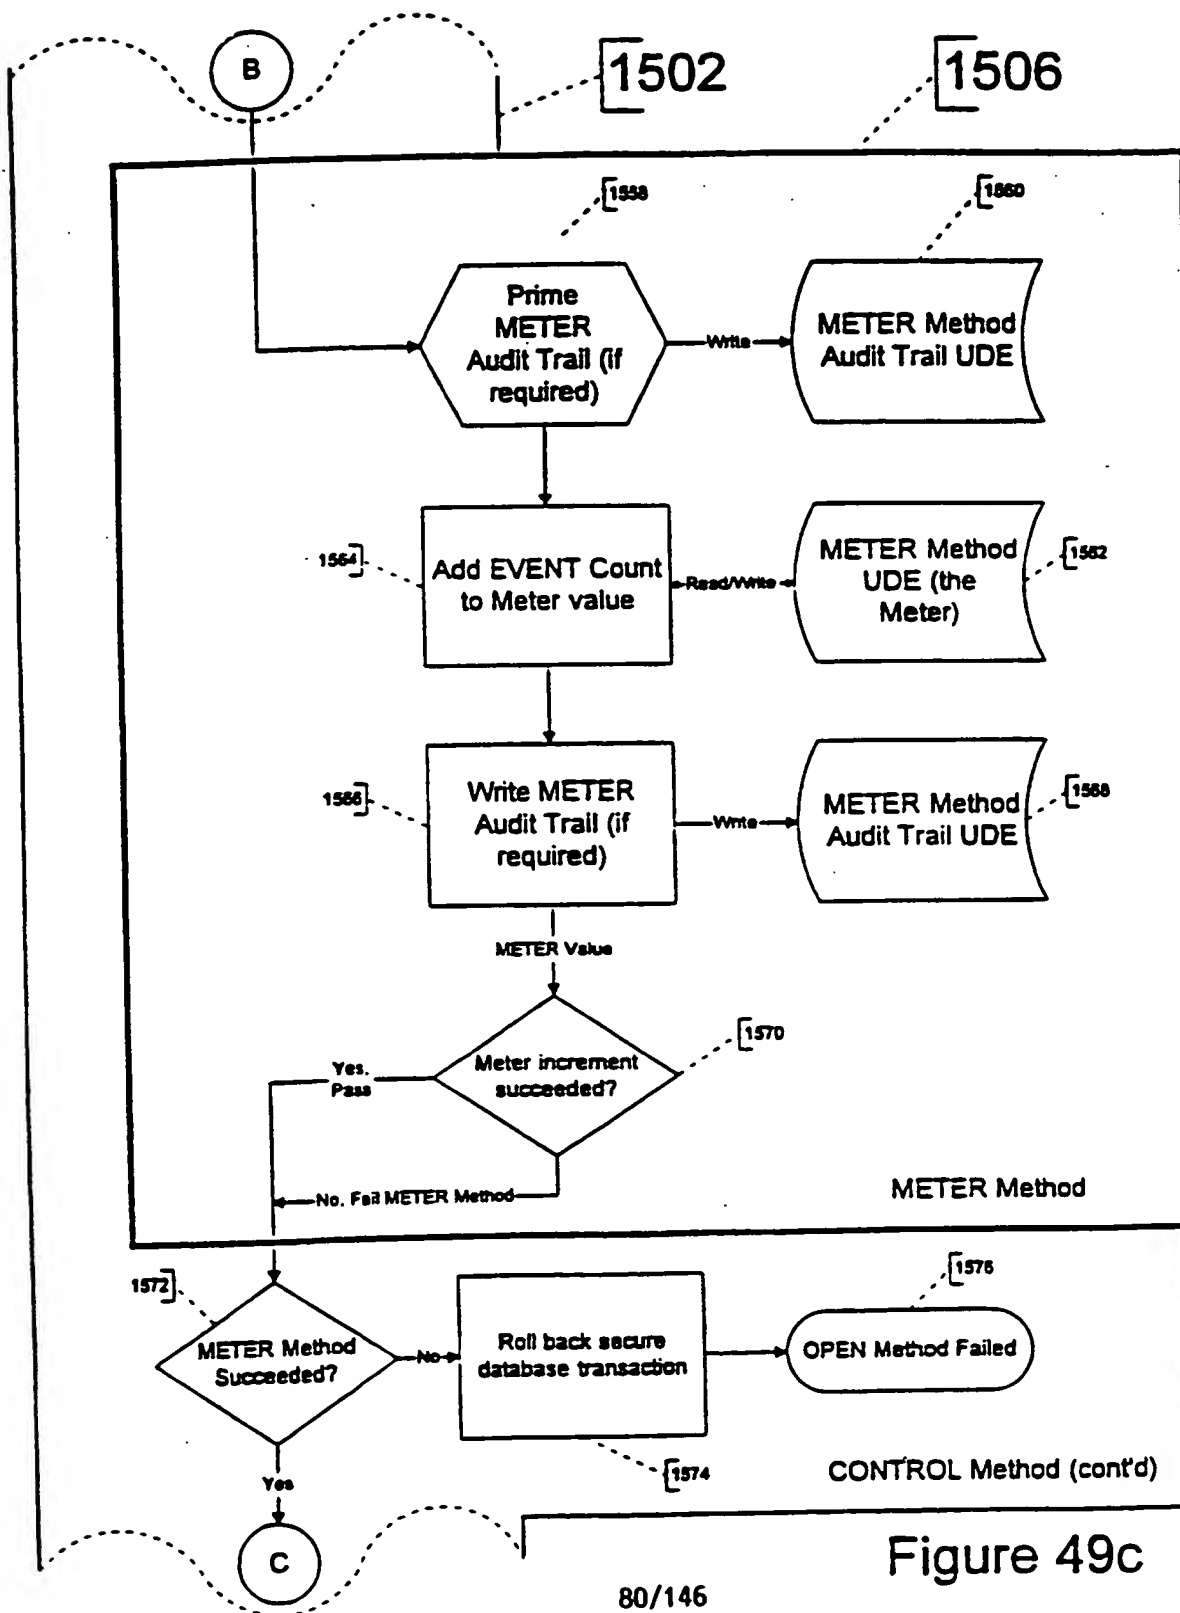 B
1502
1506
1558
1560
Prime
METER
Audit Trail (if
required)
Write
METER Method
Audit Trail UDE
1564
Add EVENT Count
to Meter value
Read/Write
METER Method
UDE (the
Meter)
1562
1566
Write METER
Audit Trail (if
required)
Write
METER Method
Audit Trail UDE
1568
METER Value
Meter increment
succeeded?
1570
Yes.
Pass
No. Fail METER Method
METER Method
1572
METER Method
Succeeded?
No
Roll back secure
database transaction
1576
OPEN Method Failed
1574
Yes
CONTROL Method (cont'd)
C
Figure 49c
80/146